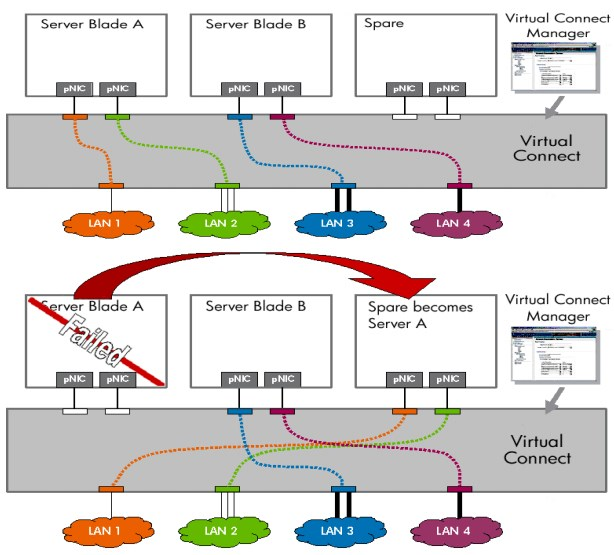 Server Blade A
Server Blade B
Spare
Virtual Connect
Manager
pNIC
pNIC
pNIC
pNIC
pNIC
pNIC
Virtual
Connect
LAN 1
LAN 2
LAN 3
LAN 4
Server Blade A
Failed
Server Blade B
Spare becomes
Server A
Virtual Connect
Manager
pNIC
pNIC
pNIC
pNIC
pNIC
pNIC
Virtual
Connect
LAN 1
LAN 2
LAN 3
LAN 4